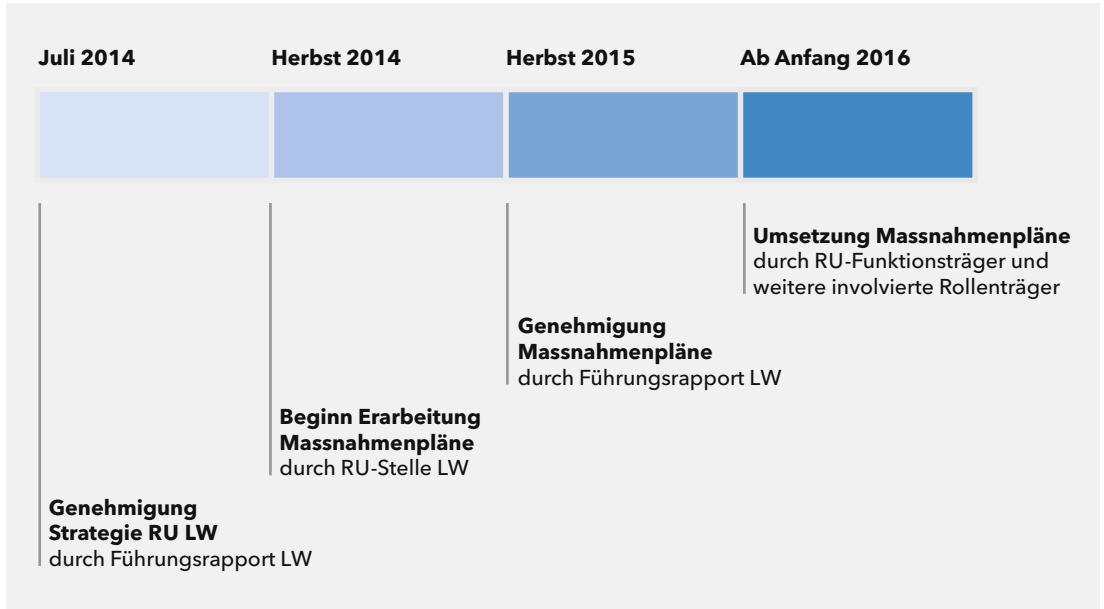 Juli 2014
Herbst 2014
Herbst 2015
Ab Anfang 2016
Umsetzung Massnahmenpläne
durch RU-Funktionsträger und
weitere involvierte Rollenträger
Genehmigung
Massnahmenpläne
durch Führungsrapport LW
Beginn Erarbeitung
Massnahmenpläne
durch RU-Stelle LW
Genehmigung
Strategie RU LW
durch Führungsrapport LW